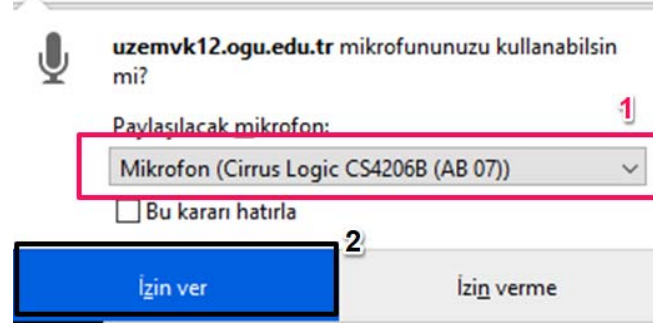 uzemvk12.ogu.edu.tr mikrofununuzu kullanabilsin
mi?
1
Paylaşılacak mikrofon:
Mikrofon (Cirrus Logic CS4206B (AB 07))
Bu kararı hatırla
2
İzin ver
İzin verme